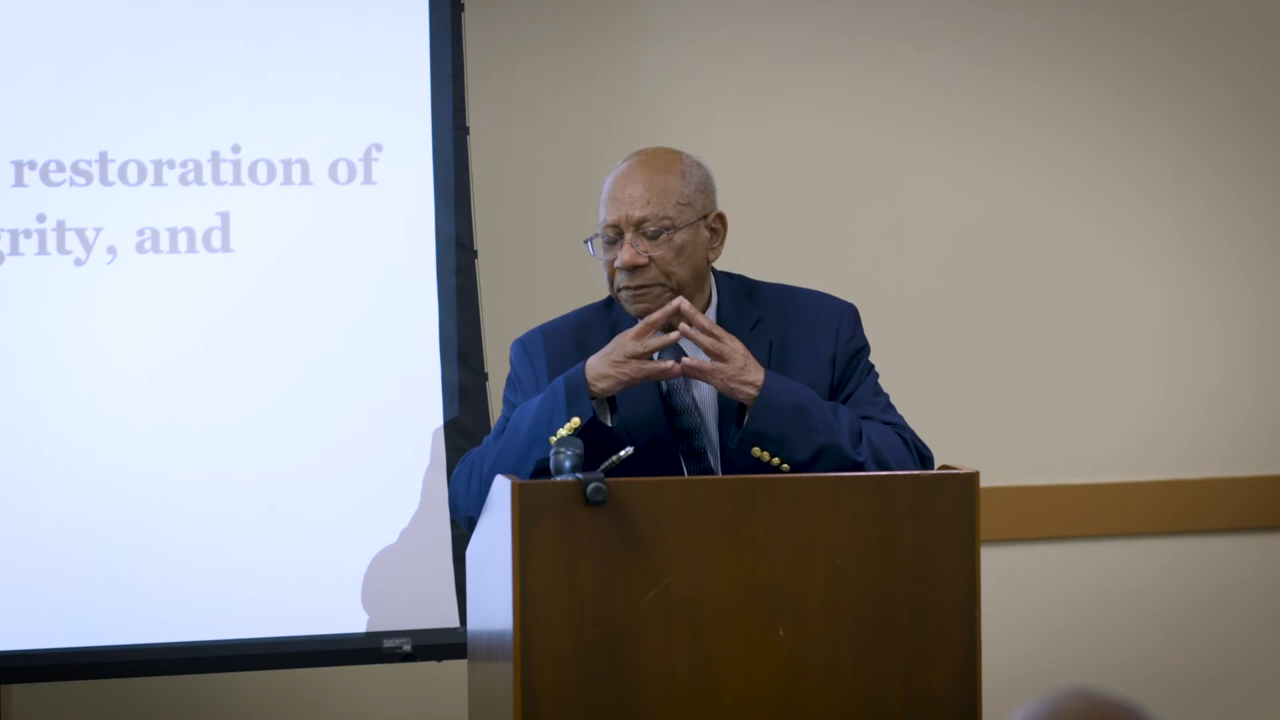 restoration of
grity, and